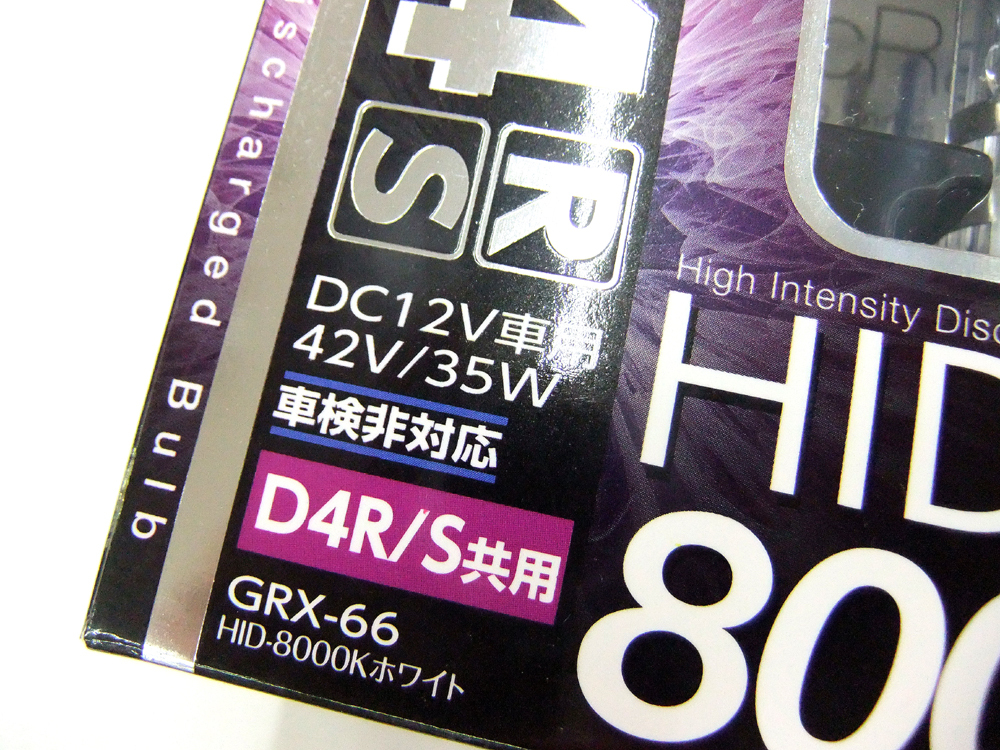 scharged Bulb
4 R
4 S
DC12V車用
42V/35W
車検非対応
D4R/S共用
GRX-66
HID-8000Kホワイト
High Intensity Disc
HID
800